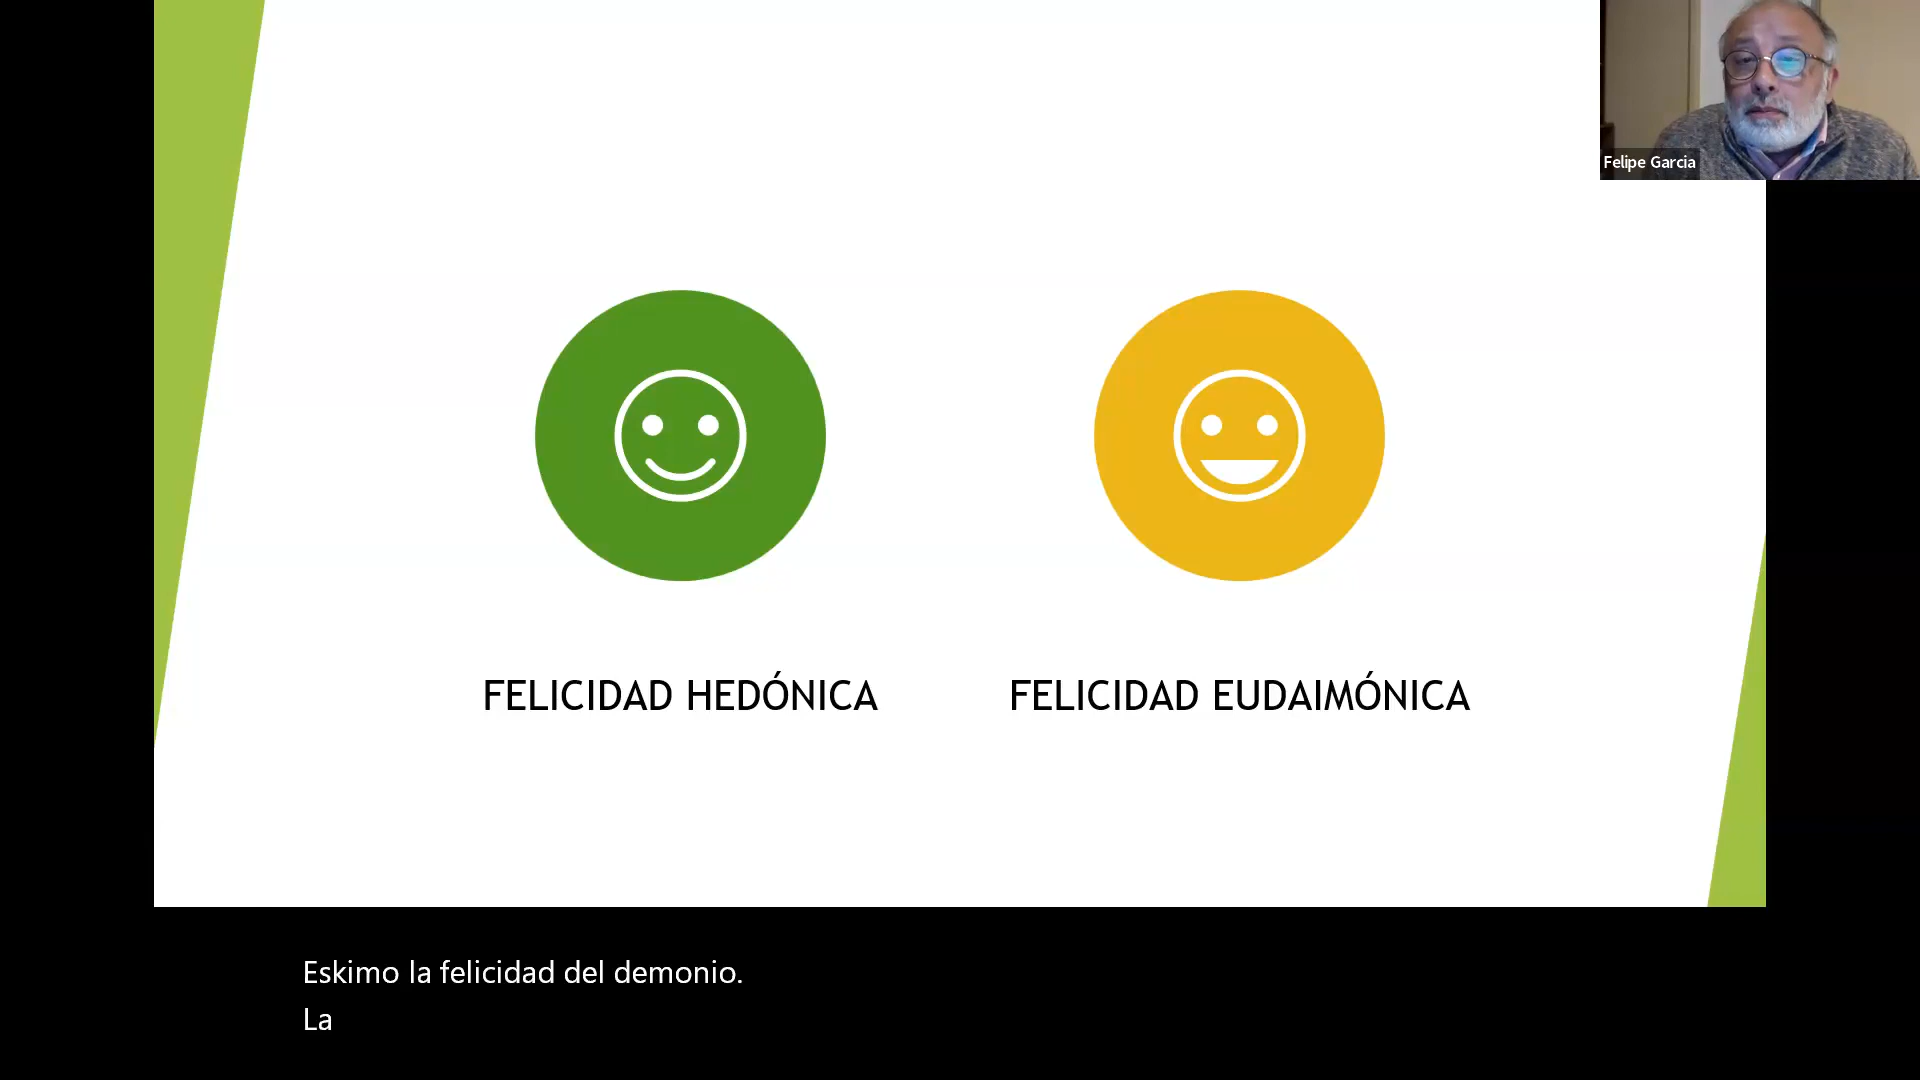 Felipe Garcia
FELICIDAD HEDÓNICA
FELICIDAD EUDAIMÓNICA
Eskimo la felicidad del demonio.
La